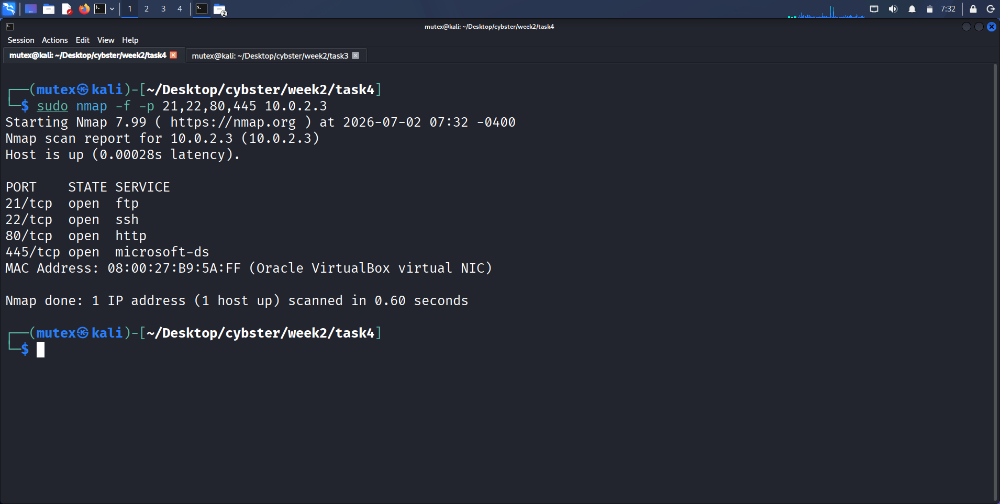 1 2 3 4 2 7:32
mutex@kali: ~/Desktop/cybster/week2/task4
Session Actions Edit View Help
mutex@kali: ~/Desktop/cybster/week2/task4 mutex@kali: ~/Desktop/cybster/week2/task3
┌──(mutex㉿kali)-[~/Desktop/cybster/week2/task4]
└─$ sudo nmap -f -p 21,22,80,445 10.0.2.3
Starting Nmap 7.99 ( https://nmap.org ) at 2026-07-02 07:32 -0400
Nmap scan report for 10.0.2.3 (10.0.2.3)
Host is up (0.00028s latency).
PORT    STATE SERVICE
21/tcp  open  ftp
22/tcp  open  ssh
80/tcp  open  http
445/tcp open  microsoft-ds
MAC Address: 08:00:27:B9:5A:FF (Oracle VirtualBox virtual NIC)
Nmap done: 1 IP address (1 host up) scanned in 0.60 seconds
┌──(mutex㉿kali)-[~/Desktop/cybster/week2/task4]
└─$